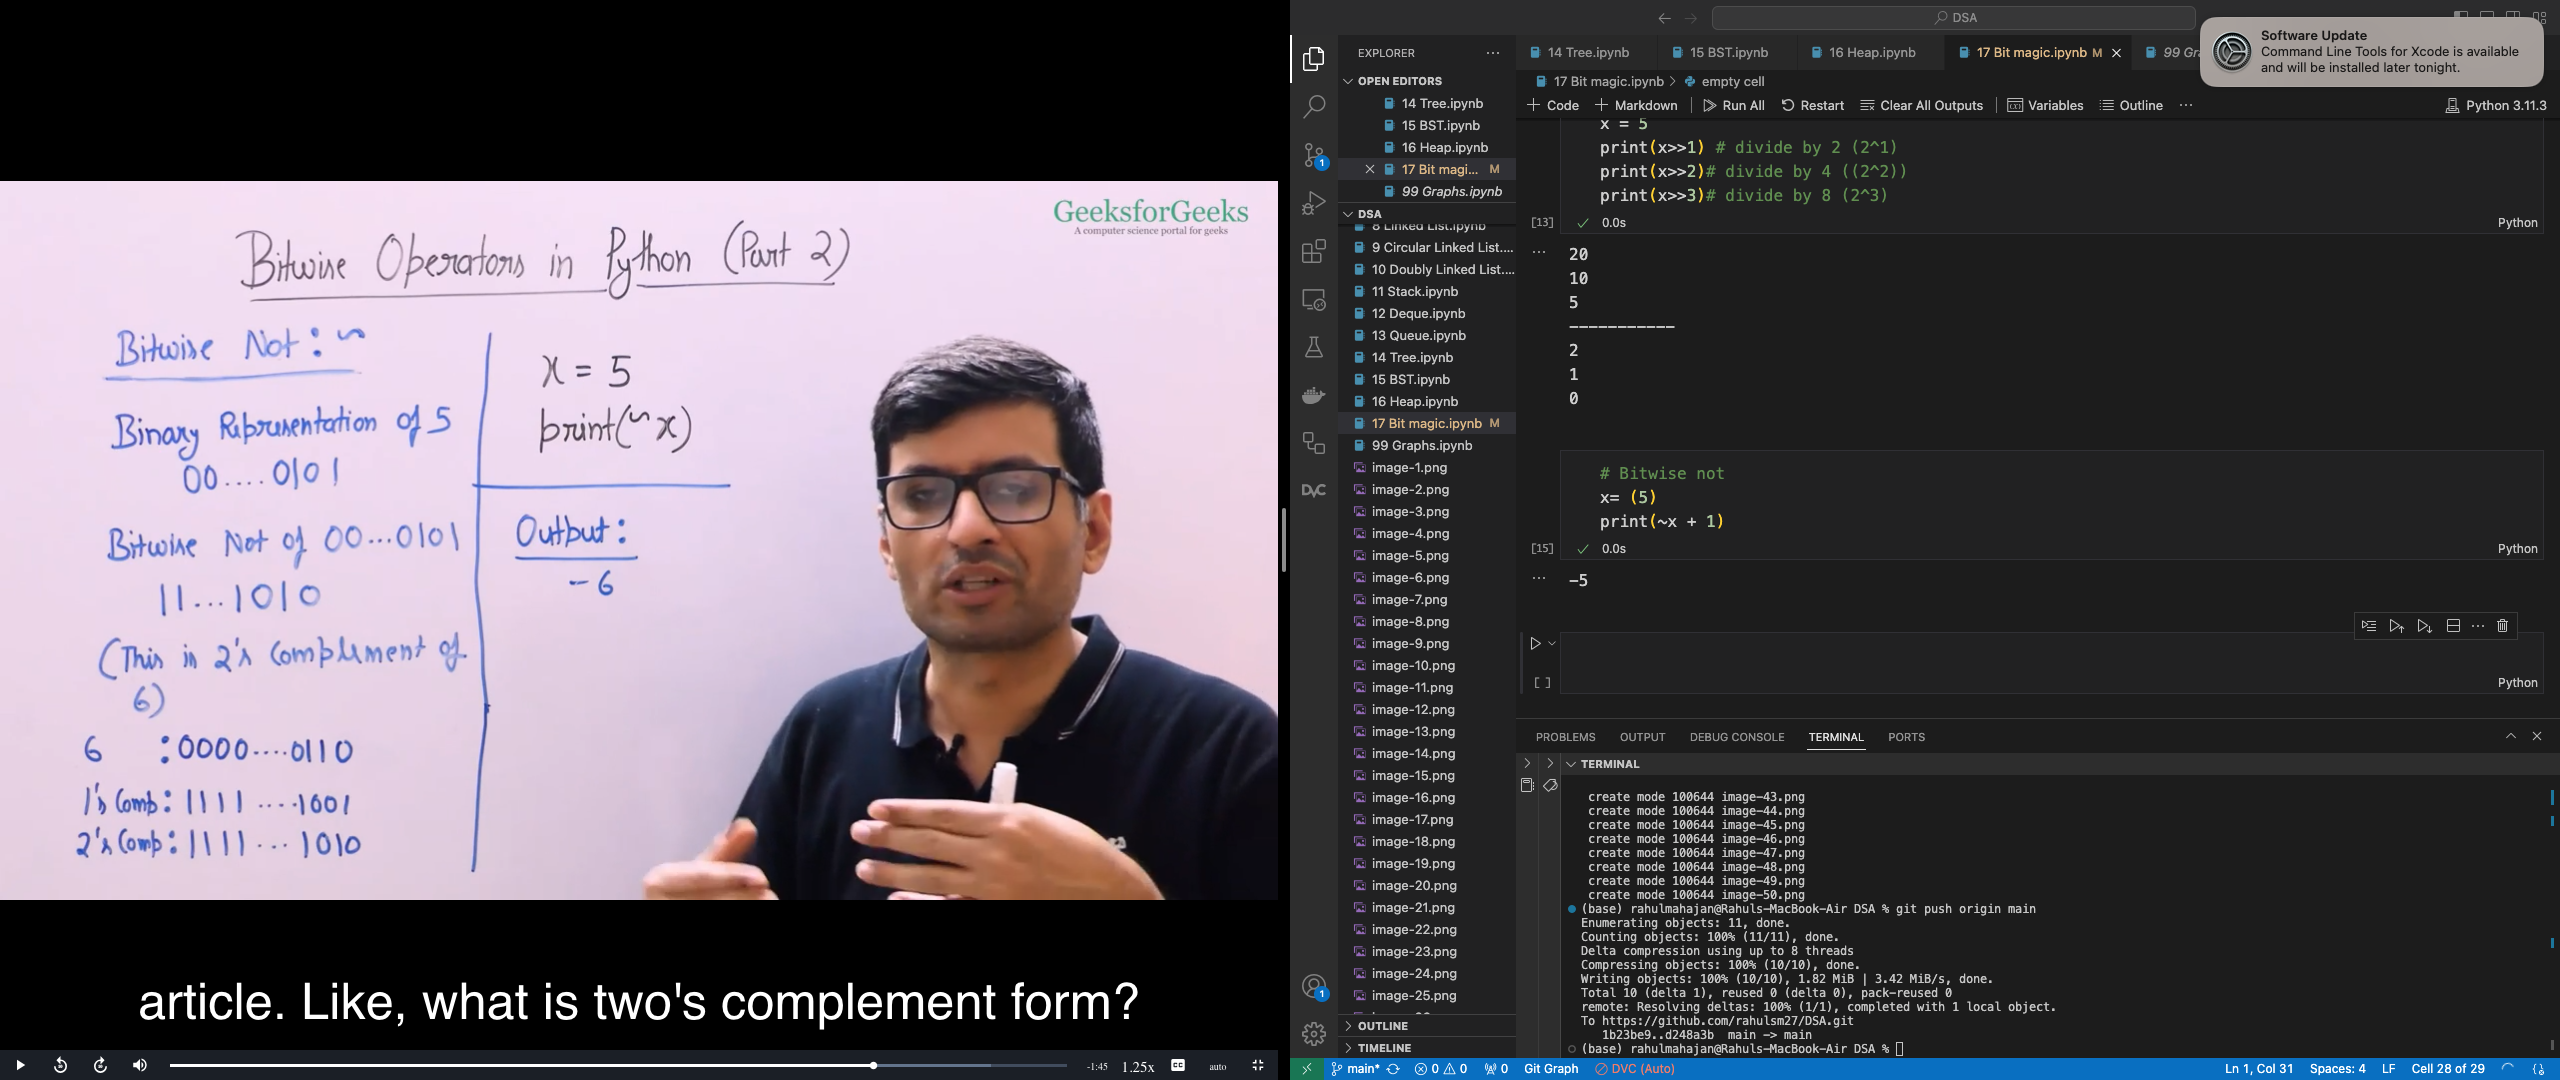 GeeksforGeeks
A computer science portal for geeks
Bitwise Operators in Python (Part 2)
Bitwise Not : ~
Binary Representation of 5
00....0101
Bitwise Not of 00...0101
11...1010
(This is 2's Complement of
6)
6 : 0000....0110
1's Comp : 1111 ....1001
2's Comp : 1111 ... 1010
x = 5
print(~x)
Output :
-6
article. Like, what is two's complement form?
-1:45 1.25x CC auto
DSA
Software Update
Command Line Tools for Xcode is available
and will be installed later tonight.
EXPLORER
OPEN EDITORS
14 Tree.ipynb
15 BST.ipynb
16 Heap.ipynb
17 Bit magi... M
99 Graphs.ipynb
DSA
8 Linked List.ipynb
9 Circular Linked List....
10 Doubly Linked List....
11 Stack.ipynb
12 Deque.ipynb
13 Queue.ipynb
14 Tree.ipynb
15 BST.ipynb
16 Heap.ipynb
17 Bit magic.ipynb M
99 Graphs.ipynb
image-1.png
image-2.png
image-3.png
image-4.png
image-5.png
image-6.png
image-7.png
image-8.png
image-9.png
image-10.png
image-11.png
image-12.png
image-13.png
image-14.png
image-15.png
image-16.png
image-17.png
image-18.png
image-19.png
image-20.png
image-21.png
image-22.png
image-23.png
image-24.png
image-25.png
OUTLINE
TIMELINE
DVC
1
1
14 Tree.ipynb 15 BST.ipynb 16 Heap.ipynb 17 Bit magic.ipynb M 99 Gr
17 Bit magic.ipynb > empty cell
+ Code + Markdown Run All Restart Clear All Outputs Variables Outline ... Python 3.11.3
x = 5
print(x>>1) # divide by 2 (2^1)
print(x>>2)# divide by 4 ((2^2))
print(x>>3)# divide by 8 (2^3)
[13] 0.0s Python
20
10
5
-----------
2
1
0
# Bitwise not
x= (5)
print(~x + 1)
[15] 0.0s Python
-5
[ ] Python
PROBLEMS OUTPUT DEBUG CONSOLE TERMINAL PORTS
TERMINAL
create mode 100644 image-43.png
create mode 100644 image-44.png
create mode 100644 image-45.png
create mode 100644 image-46.png
create mode 100644 image-47.png
create mode 100644 image-48.png
create mode 100644 image-49.png
create mode 100644 image-50.png
(base) rahulmahajan@Rahuls-MacBook-Air DSA % git push origin main
Enumerating objects: 11, done.
Counting objects: 100% (11/11), done.
Delta compression using up to 8 threads
Compressing objects: 100% (10/10), done.
Writing objects: 100% (10/10), 1.82 MiB | 3.42 MiB/s, done.
Total 10 (delta 1), reused 0 (delta 0), pack-reused 0
remote: Resolving deltas: 100% (1/1), completed with 1 local object.
To https://github.com/rahulsm27/DSA.git
1b23be9..d248a3b main -> main
(base) rahulmahajan@Rahuls-MacBook-Air DSA %
main* 0 0 0 Git Graph DVC (Auto) Ln 1, Col 31 Spaces: 4 LF Cell 28 of 29